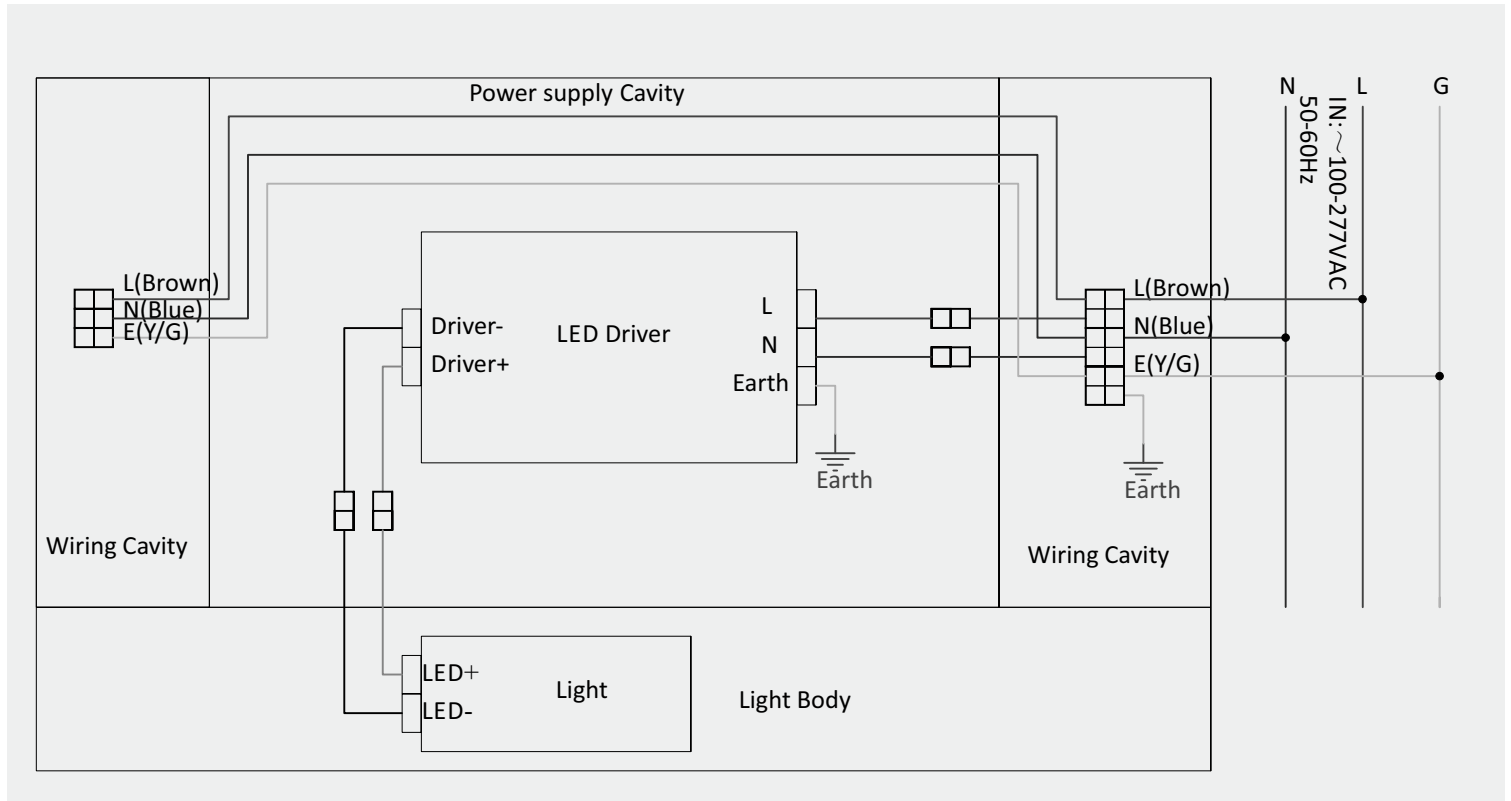 Power supply Cavity
N
L
G
IN:~100-277VAC
50-60Hz
L(Brown)
N(Blue)
E(Y/G)
Driver-
Driver+
LED Driver
L
N
Earth
L(Brown)
N(Blue)
E(Y/G)
Earth
Earth
Wiring Cavity
Wiring Cavity
LED+
LED-
Light
Light Body